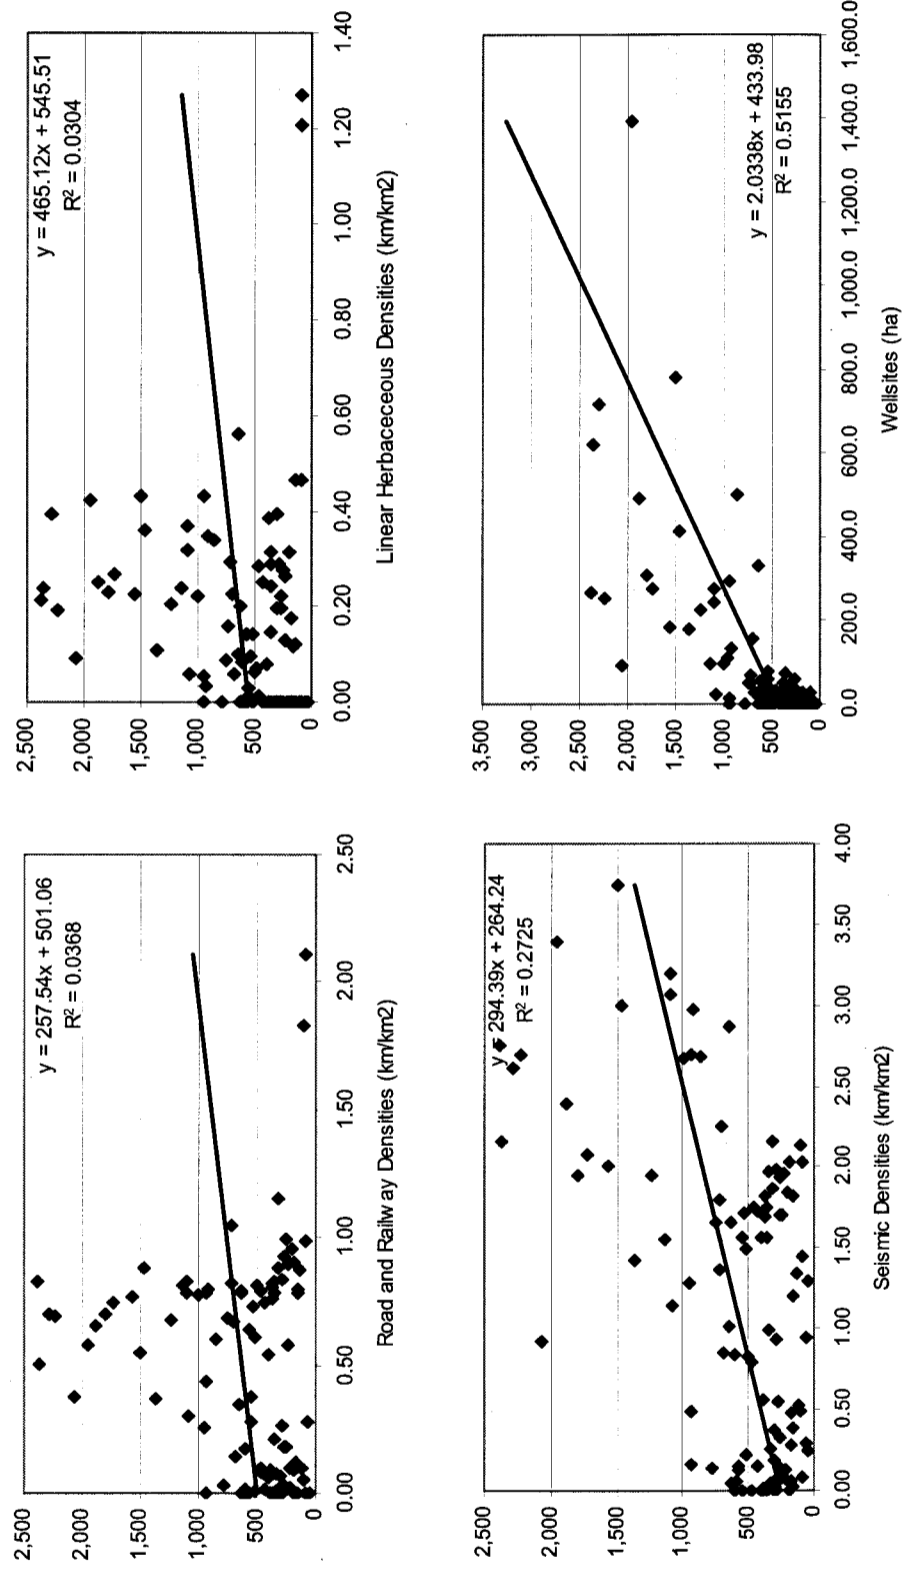 2,500
2,000
1,500
1,000
500
0
y = 257.54x + 501.06
R² = 0.0368
0.00 0.50 1.00 1.50 2.00 2.50
Road and Railway Densities (km/km2)
2,500
2,000
1,500
1,000
500
0
y = 465.12x + 545.51
R² = 0.0304
0.00 0.20 0.40 0.60 0.80 1.00 1.20 1.40
Linear Herbaceceous Densities (km/km2)
2,500
2,000
1,500
1,000
500
0
y = 294.39x + 264.24
R² = 0.2725
0.00 0.50 1.00 1.50 2.00 2.50 3.00 3.50 4.00
Seismic Densities (km/km2)
3,500
3,000
2,500
2,000
1,500
1,000
500
0
y = 2.0338x + 433.98
R² = 0.5155
0.0 200.0 400.0 600.0 800.0 1,000.0 1,200.0 1,400.0 1,600.0
Wellsites (ha)